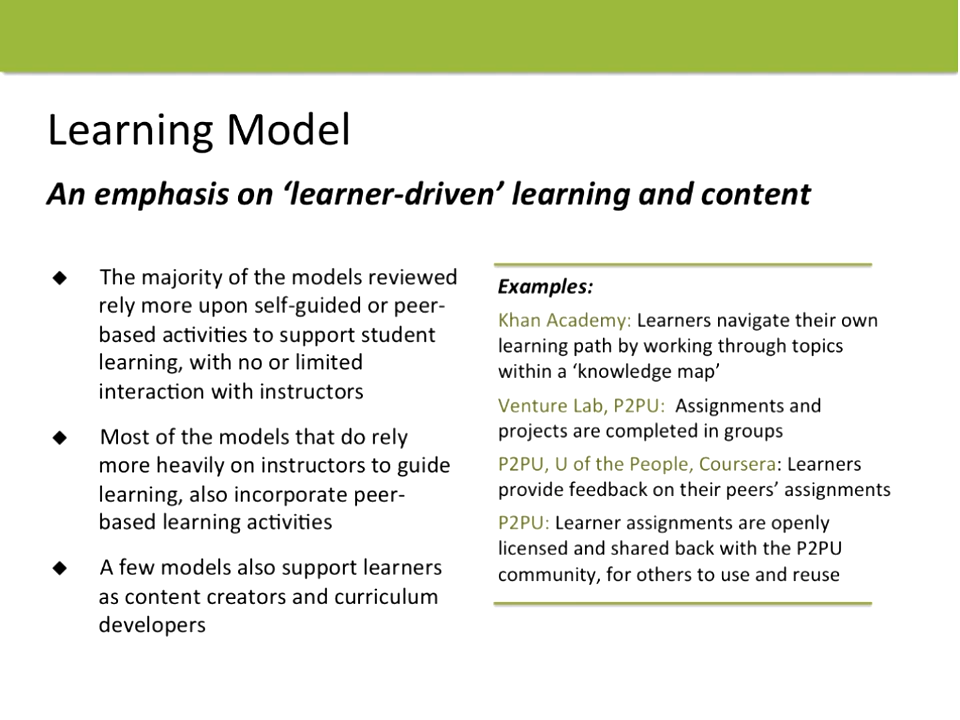 Learning Model
An emphasis on ‘learner-driven’ learning and content
◆ The majority of the models reviewed
rely more upon self-guided or peer-
based activities to support student
learning, with no or limited
interaction with instructors
◆ Most of the models that do rely
more heavily on instructors to guide
learning, also incorporate peer-
based learning activities
◆ A few models also support learners
as content creators and curriculum
developers
Examples:
Khan Academy: Learners navigate their own
learning path by working through topics
within a ‘knowledge map’
Venture Lab, P2PU: Assignments and
projects are completed in groups
P2PU, U of the People, Coursera: Learners
provide feedback on their peers’ assignments
P2PU: Learner assignments are openly
licensed and shared back with the P2PU
community, for others to use and reuse